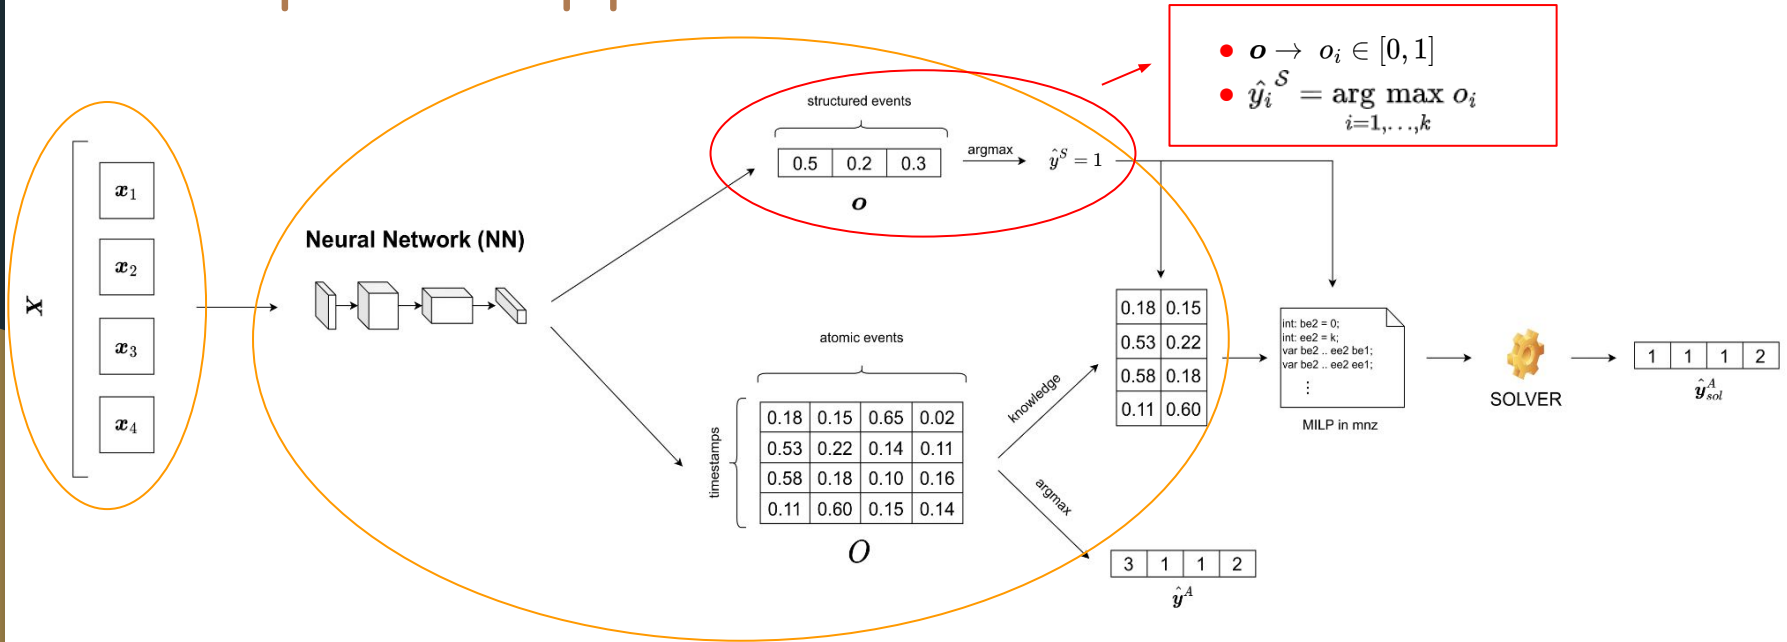 X
x1
x2
x3
x4
Neural Network (NN)
structured events
0.5 0.2 0.3
o
argmax
ŷ^S = 1
● o → o_i ∈ [0, 1]
● ŷ_i^S = arg max o_i
i=1,...,k
atomic events
timestamps
0.18 0.15 0.65 0.02
0.53 0.22 0.14 0.11
0.58 0.18 0.10 0.16
0.11 0.60 0.15 0.14
O
knowledge
argmax
0.18 0.15
0.53 0.22
0.58 0.18
0.11 0.60
3 1 1 2
ŷ^A
int: be2 = 0;
int: ee2 = k;
var be2 .. ee2 be1;
var be2 .. ee2 ee1;
⋮
MILP in mnz
SOLVER
1 1 1 2
ŷ^A_sol